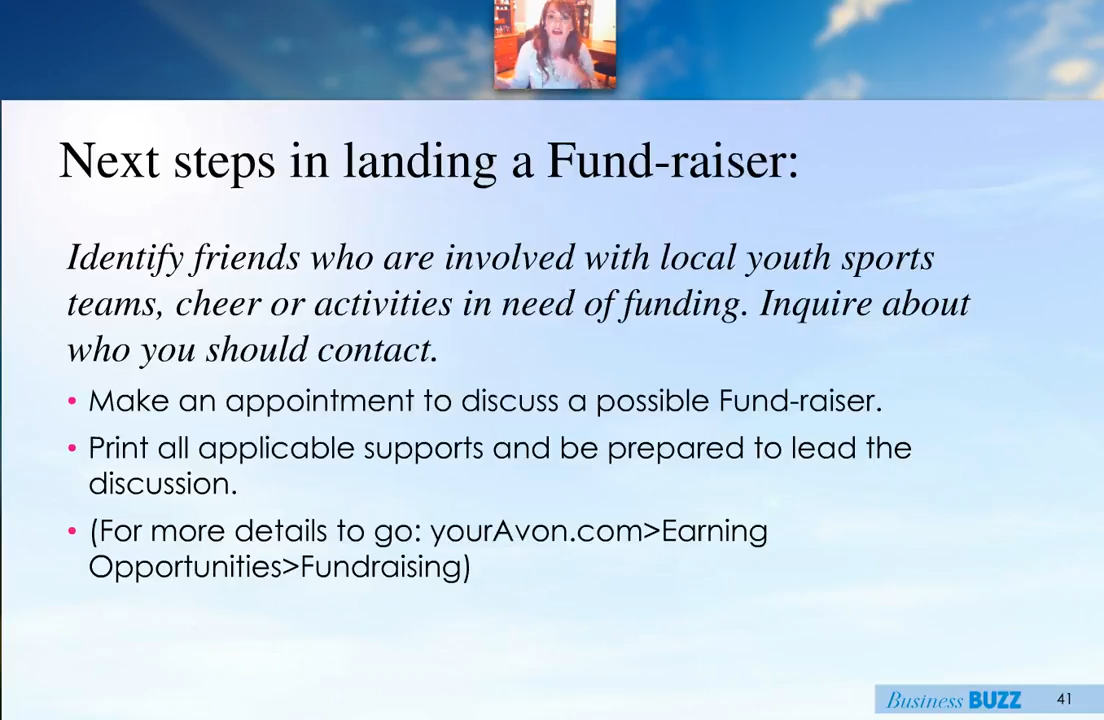 Next steps in landing a Fund-raiser:
Identify friends who are involved with local youth sports
teams, cheer or activities in need of funding. Inquire about
who you should contact.
• Make an appointment to discuss a possible Fund-raiser.
• Print all applicable supports and be prepared to lead the
discussion.
• (For more details to go: yourAvon.com>Earning
Opportunities>Fundraising)
Business BUZZ 41